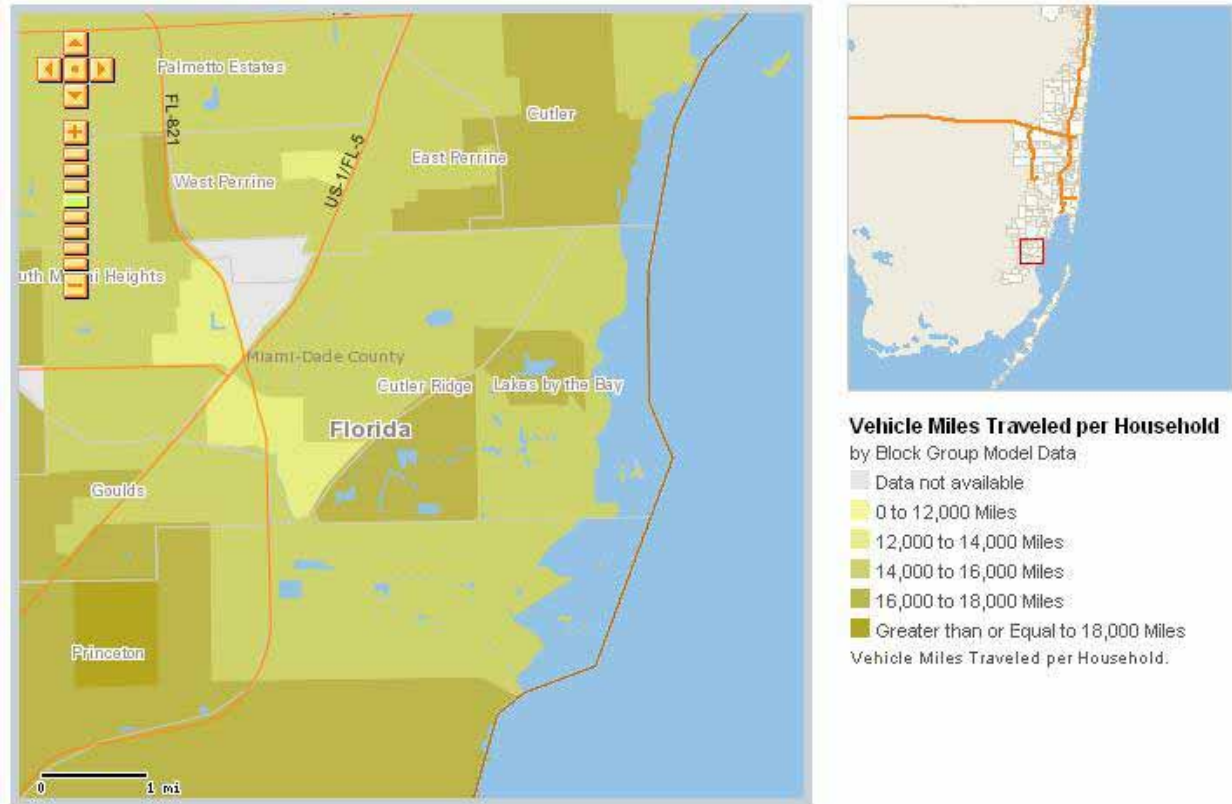 Palmetto Estates
FL-821
Cutler
US-1/FL-5
East Perrine
West Perrine
uth Mi ni Heights
Miami-Dade County
Cutler Ridge
Lakes by the Bay
Florida
Goulds
Princeton
0 1 mi
Vehicle Miles Traveled per Household
by Block Group Model Data
Data not available
0 to 12,000 Miles
12,000 to 14,000 Miles
14,000 to 16,000 Miles
16,000 to 18,000 Miles
Greater than or Equal to 18,000 Miles
Vehicle Miles Traveled per Household.